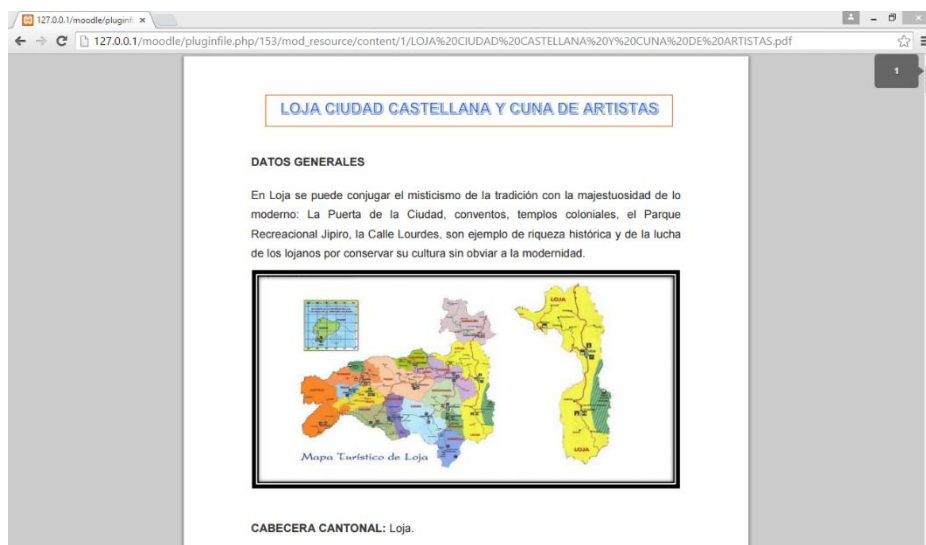 127.0.0.1/moodle/pluginfi
127.0.0.1/moodle/pluginfile.php/153/mod_resource/content/1/LOJA%20CIUDAD%20CASTELLANA%20Y%20CUNA%20DE%20ARTISTAS.pdf
1
LOJA CIUDAD CASTELLANA Y CUNA DE ARTISTAS
DATOS GENERALES
En Loja se puede conjugar el misticismo de la tradición con la majestuosidad de lo
moderno: La Puerta de la Ciudad, conventos, templos coloniales, el Parque
Recreacional Jipiro, la Calle Lourdes, son ejemplo de riqueza histórica y de la lucha
de los lojanos por conservar su cultura sin obviar a la modernidad.
LOJA
LOJA
Mapa Turístico de Loja
CABECERA CANTONAL: Loja.